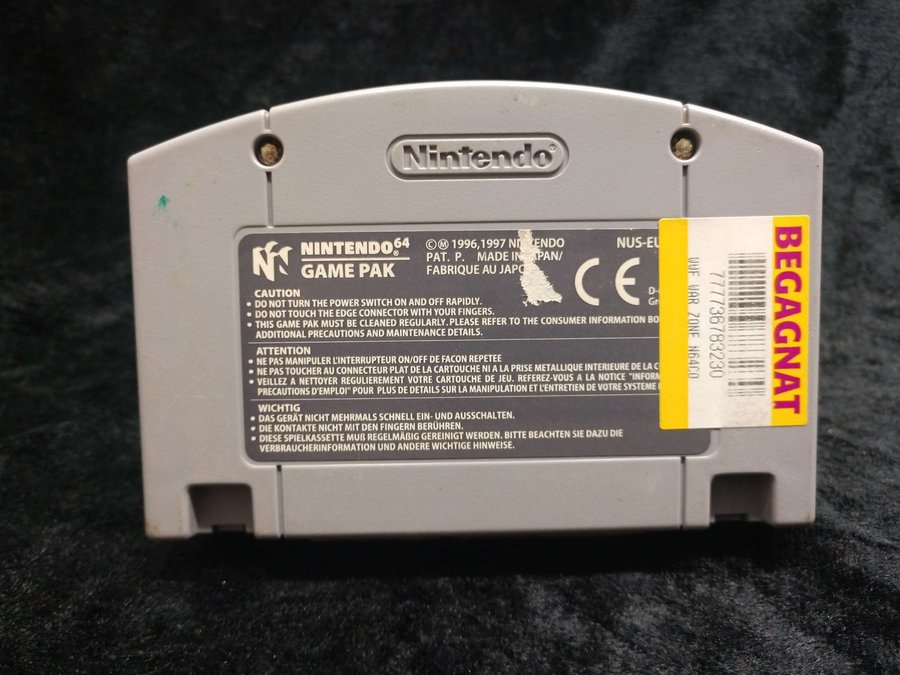 Nintendo®
NINTENDO 64
GAME PAK
©Ⓜ 1996,1997 NINTENDO
PAT. P. MADE IN JAPAN/
FABRIQUE AU JAPON
NUS-EU
CE
D-
Gr
CAUTION
• DO NOT TURN THE POWER SWITCH ON AND OFF RAPIDLY.
• DO NOT TOUCH THE EDGE CONNECTOR WITH YOUR FINGERS.
• THIS GAME PAK MUST BE CLEANED REGULARLY. PLEASE REFER TO THE CONSUMER INFORMATION BO
ADDITIONAL PRECAUTIONS AND MAINTENANCE DETAILS.
ATTENTION
• NE PAS MANIPULER L'INTERRUPTEUR ON/OFF DE FACON REPETEE
• NE PAS TOUCHER AU CONNECTEUR PLAT DE LA CARTOUCHE NI A LA PRISE METALLIQUE INTERIEURE DE LA C
• VEILLEZ A NETTOYER REGULIEREMENT VOTRE CARTOUCHE DE JEU. REFEREZ-VOUS A LA NOTICE "INFORM
PRECAUTIONS D'EMPLOI" POUR PLUS DE DETAILS SUR LA MANIPULATION ET L'ENTRETIEN DE VOTRE SYSTEME
WICHTIG
• DAS GERÄT NICHT MEHRMALS SCHNELL EIN- UND AUSSCHALTEN.
• DIE KONTAKTE NICHT MIT DEN FINGERN BERÜHREN.
• DIESE SPIELKASSETTE MUß REGELMÄßIG GEREINIGT WERDEN. BITTE BEACHTEN SIE DAZU DIE
VERBRAUCHERINFORMATION UND ANDERE WICHTIGE HINWEISE.
BEGAGNAT
777736783230
WWF WAR ZONE N64CO